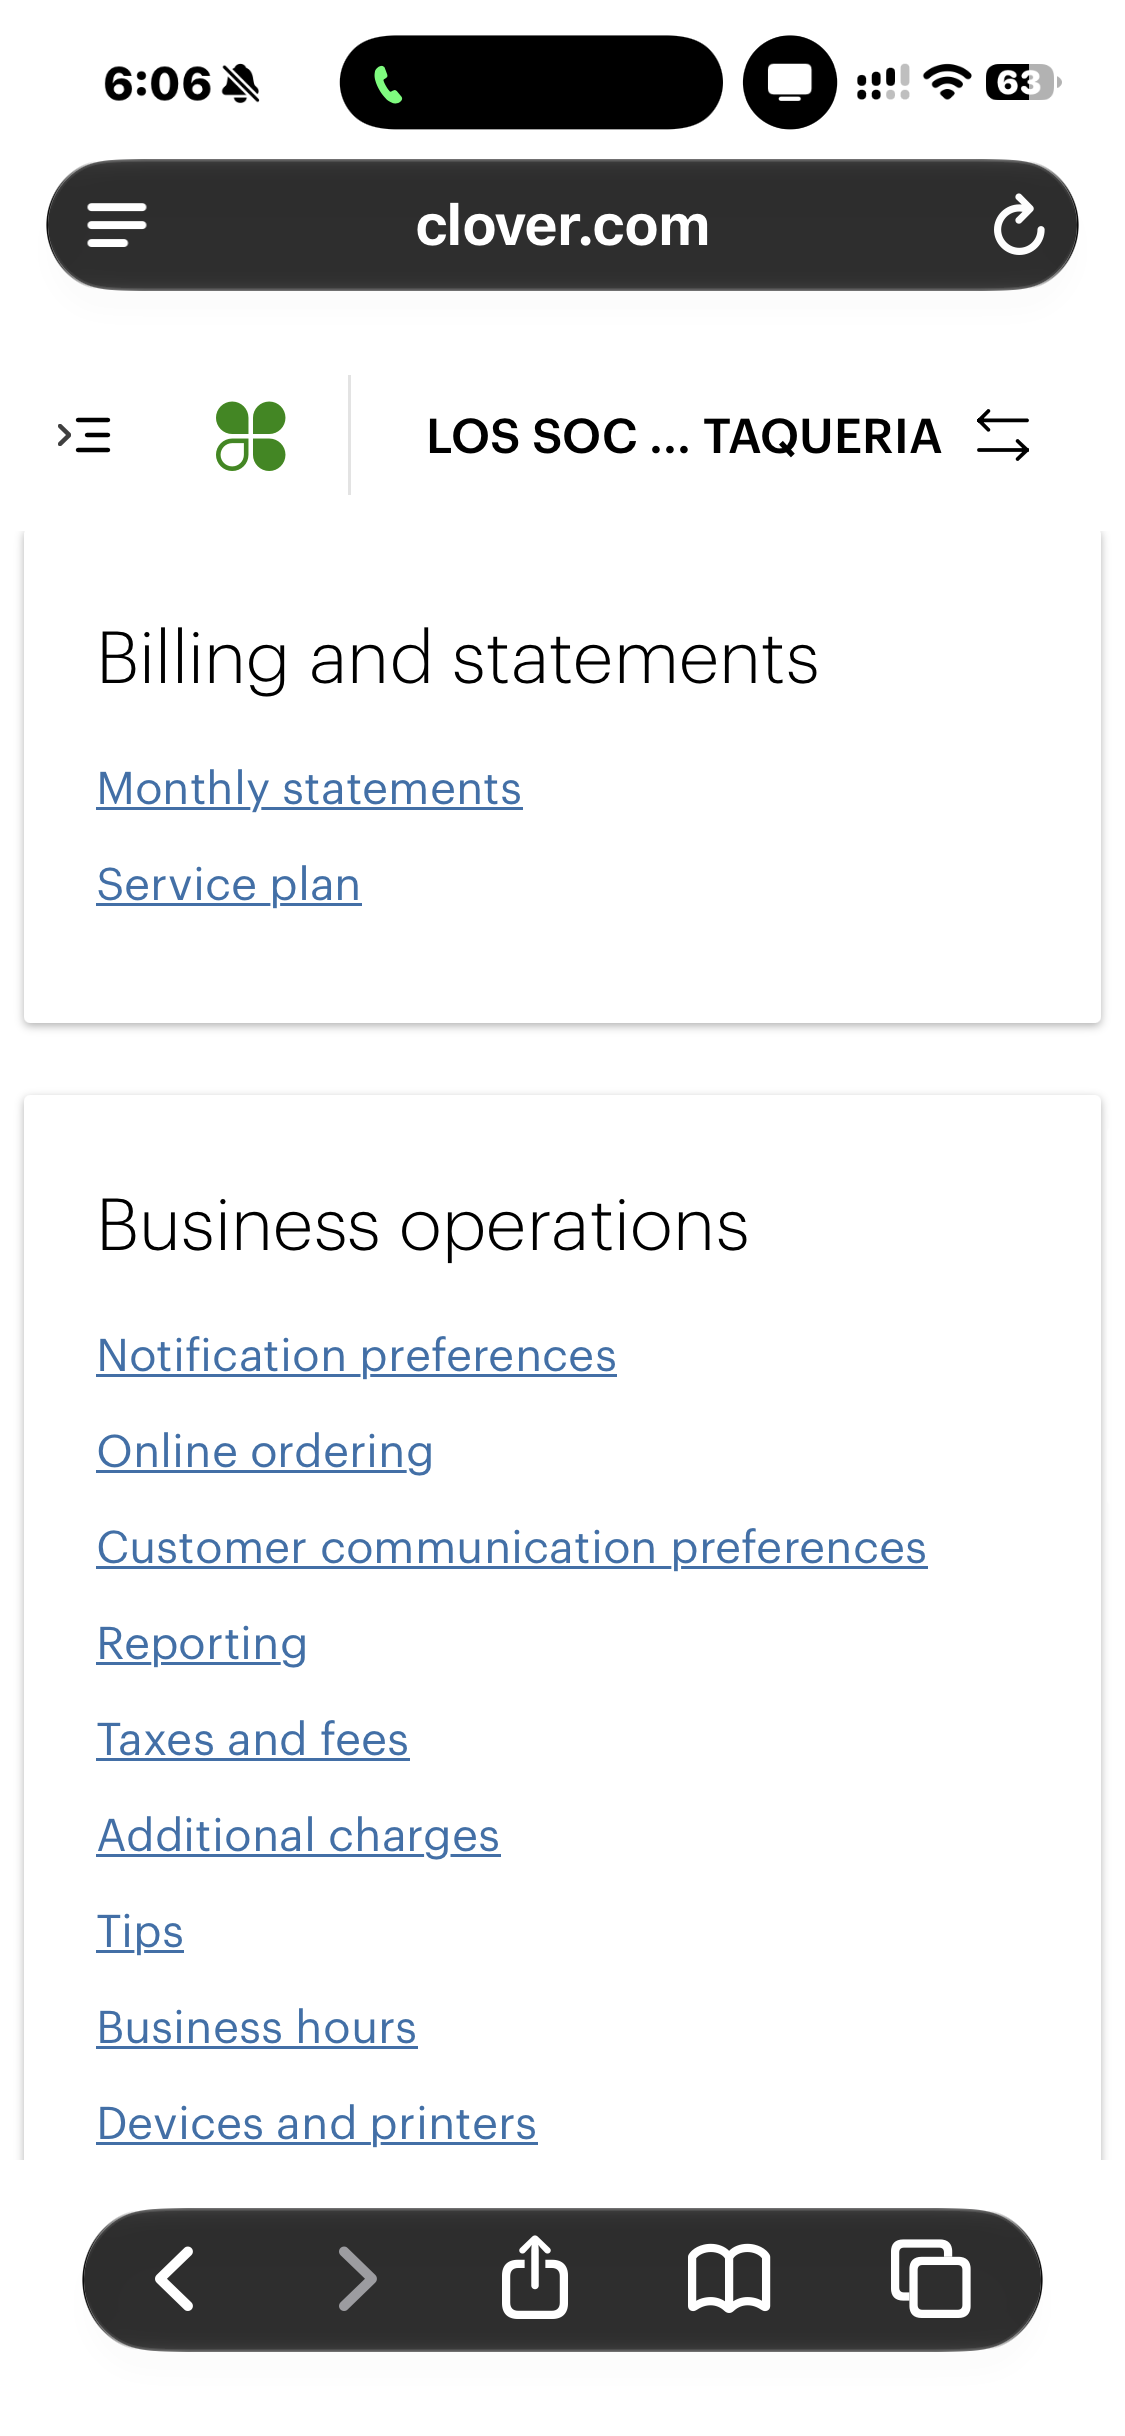 6:06
63
clover.com
LOS SOC ... TAQUERIA
Billing and statements
Monthly statements
Service plan
Business operations
Notification preferences
Online ordering
Customer communication preferences
Reporting
Taxes and fees
Additional charges
Tips
Business hours
Devices and printers